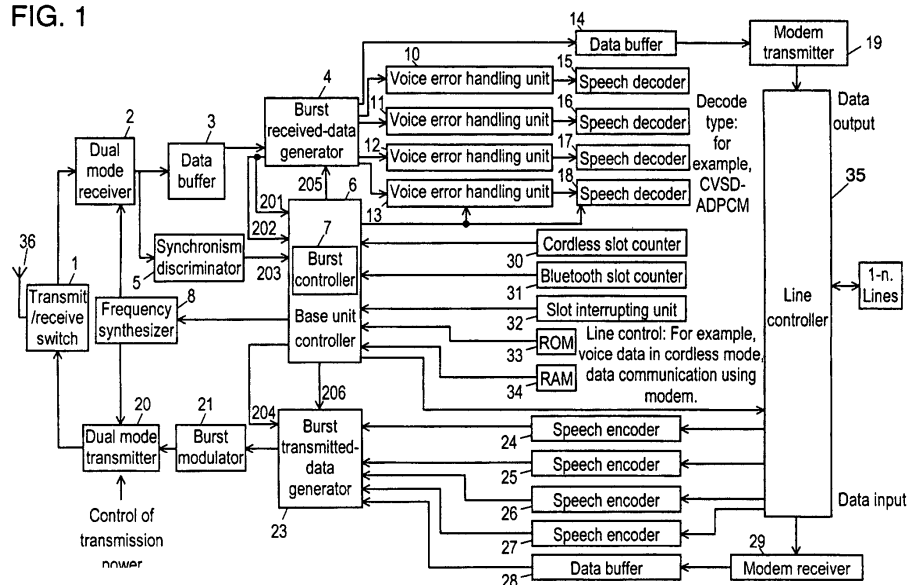 FIG. 1
14
Data buffer
Modem
transmitter
19
10
Voice error handling unit
15
Speech decoder
11
Voice error handling unit
16
Speech decoder
12
Voice error handling unit
17
Speech decoder
13
Voice error handling unit
18
Speech decoder
Decode
type:
for
example,
CVSD-
ADPCM
Data
output
35
4
Burst
received-data
generator
2
Dual
mode
receiver
3
Data
buffer
205
201
202
203
6
7
Burst
controller
Base unit
controller
Synchronism
discriminator
5
36
1
Transmit
/receive
switch
8
Frequency
synthesizer
Cordless slot counter
30
Bluetooth slot counter
31
Slot interrupting unit
32
ROM
33
RAM
34
Line control: For example,
voice data in cordless mode,
data communication using
modem.
Line
controller
1-n.
Lines
206
204
20
Dual mode
transmitter
21
Burst
modulator
Burst
transmitted-
data
generator
23
24
Speech encoder
25
Speech encoder
26
Speech encoder
27
Speech encoder
28
Data buffer
Data input
29
Modem receiver
Control of
transmission
power